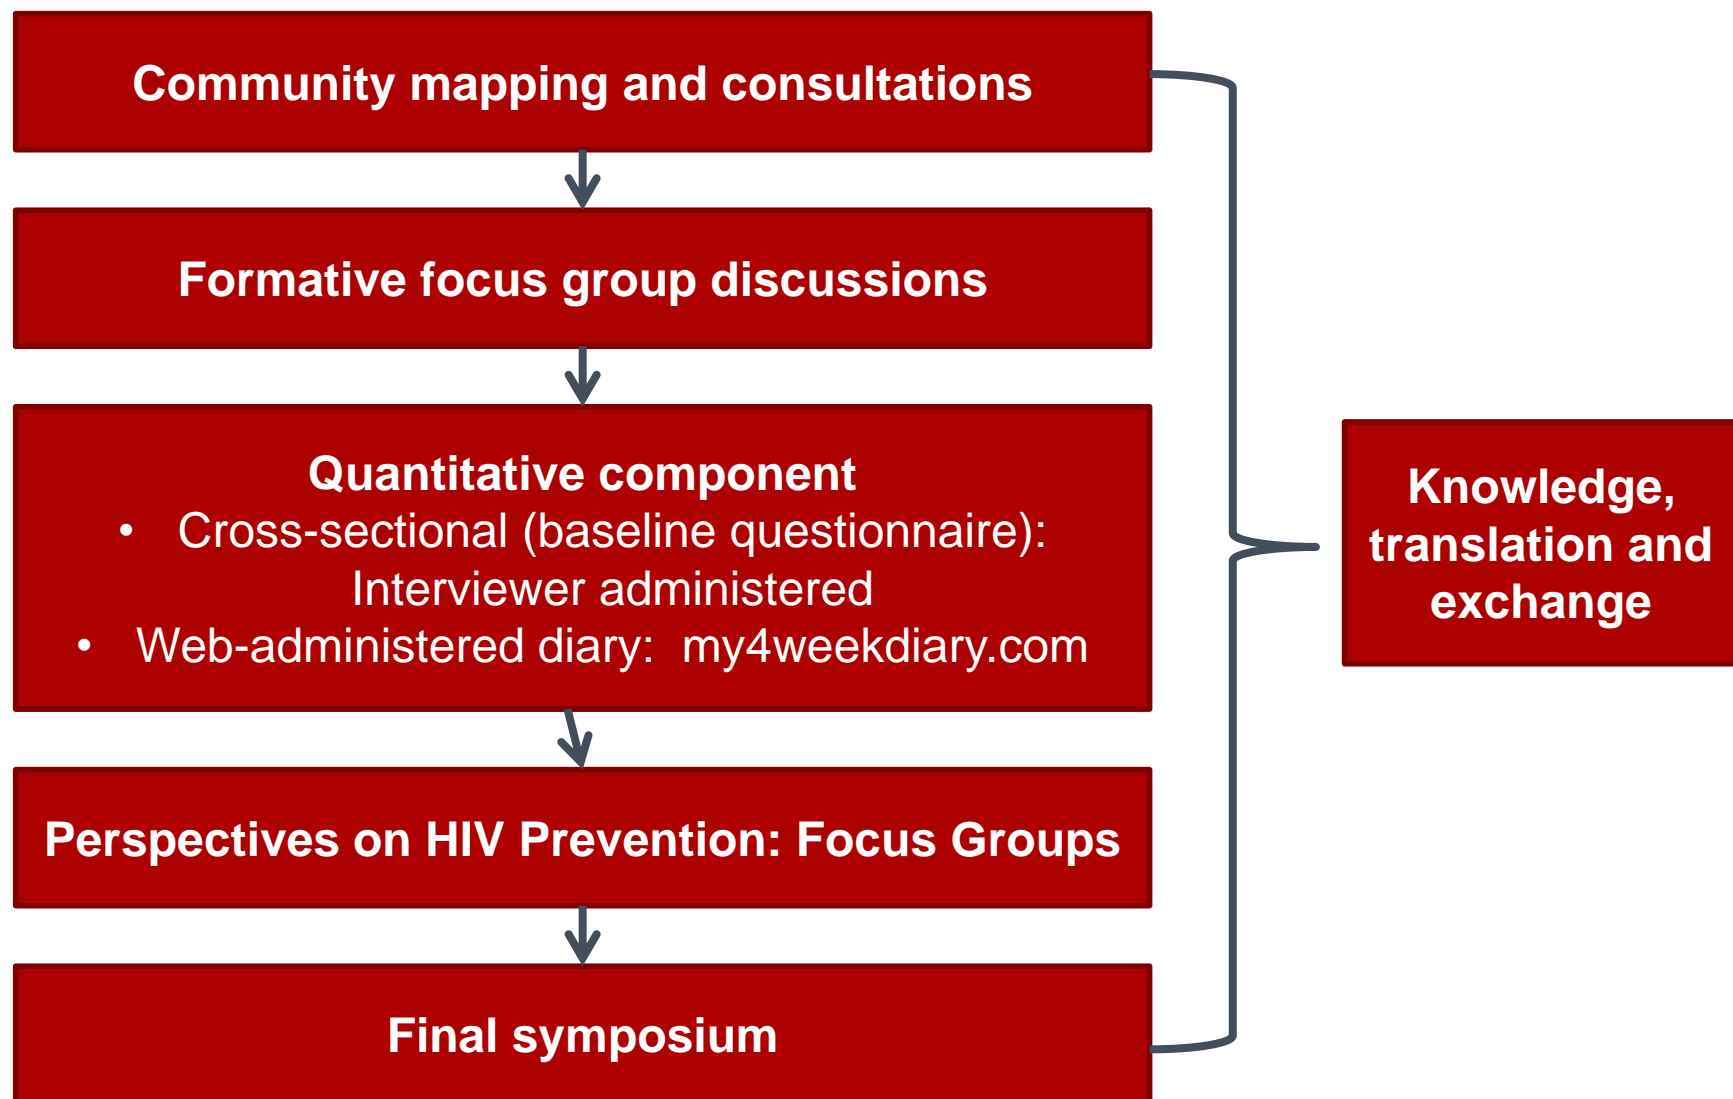 Community mapping and consultations
Formative focus group discussions
Quantitative component
• Cross-sectional (baseline questionnaire):
Interviewer administered
• Web-administered diary: my4weekdiary.com
Perspectives on HIV Prevention: Focus Groups
Final symposium
Knowledge,
translation and
exchange